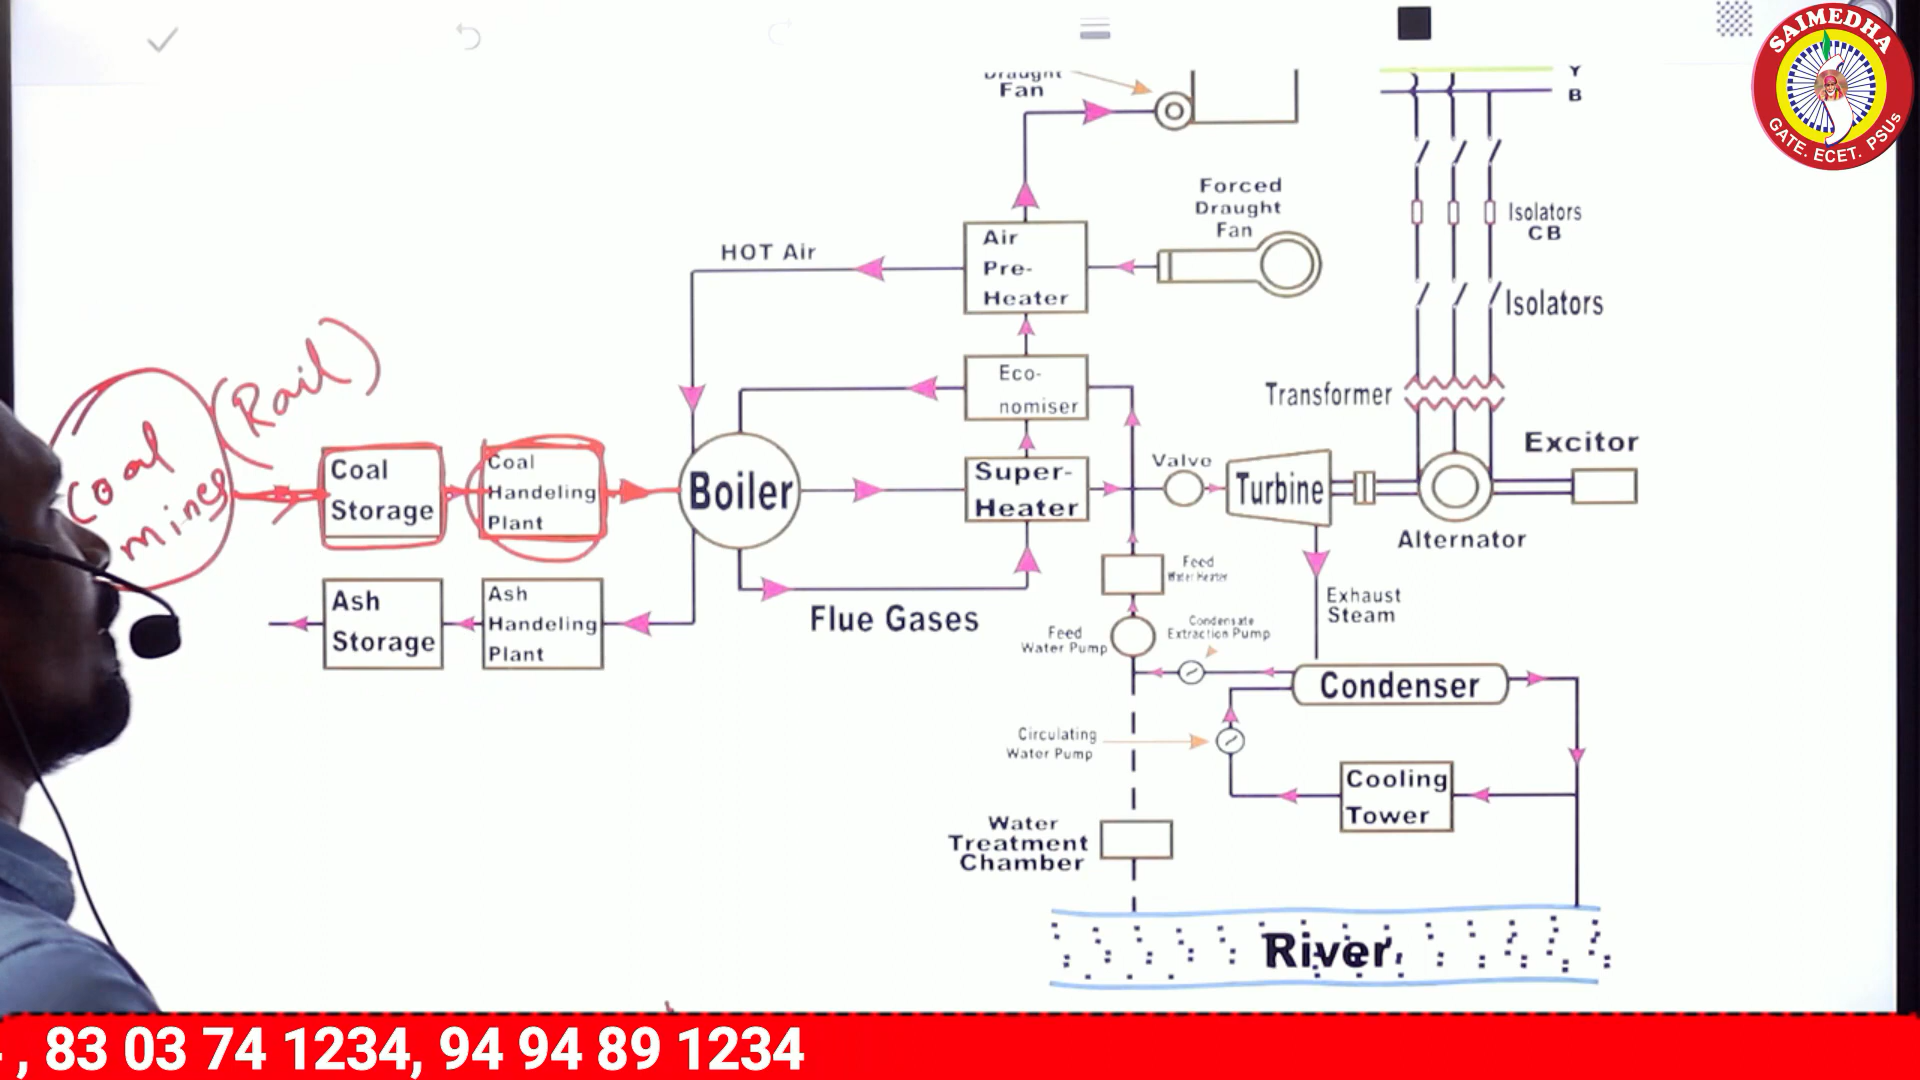 Draught
Fan
Y
B
SAIMEDHA
GATE. ECET. PSUs
Forced
Draught
Fan
Isolators
CB
HOT Air
Air
Pre-
Heater
Isolators
(Rail)
Coal
mines
Eco-
nomiser
Transformer
Excitor
Coal
Storage
Coal
Handeling
Plant
Boiler
Super-
Heater
Valve
Turbine
Alternator
Ash
Storage
Ash
Handeling
Plant
Flue Gases
Feed
Water Heater
Exhaust
Steam
Feed
Water Pump
Condensate
Extraction Pump
Condenser
Circulating
Water Pump
Cooling
Tower
Water
Treatment
Chamber
River
, 83 03 74 1234, 94 94 89 1234